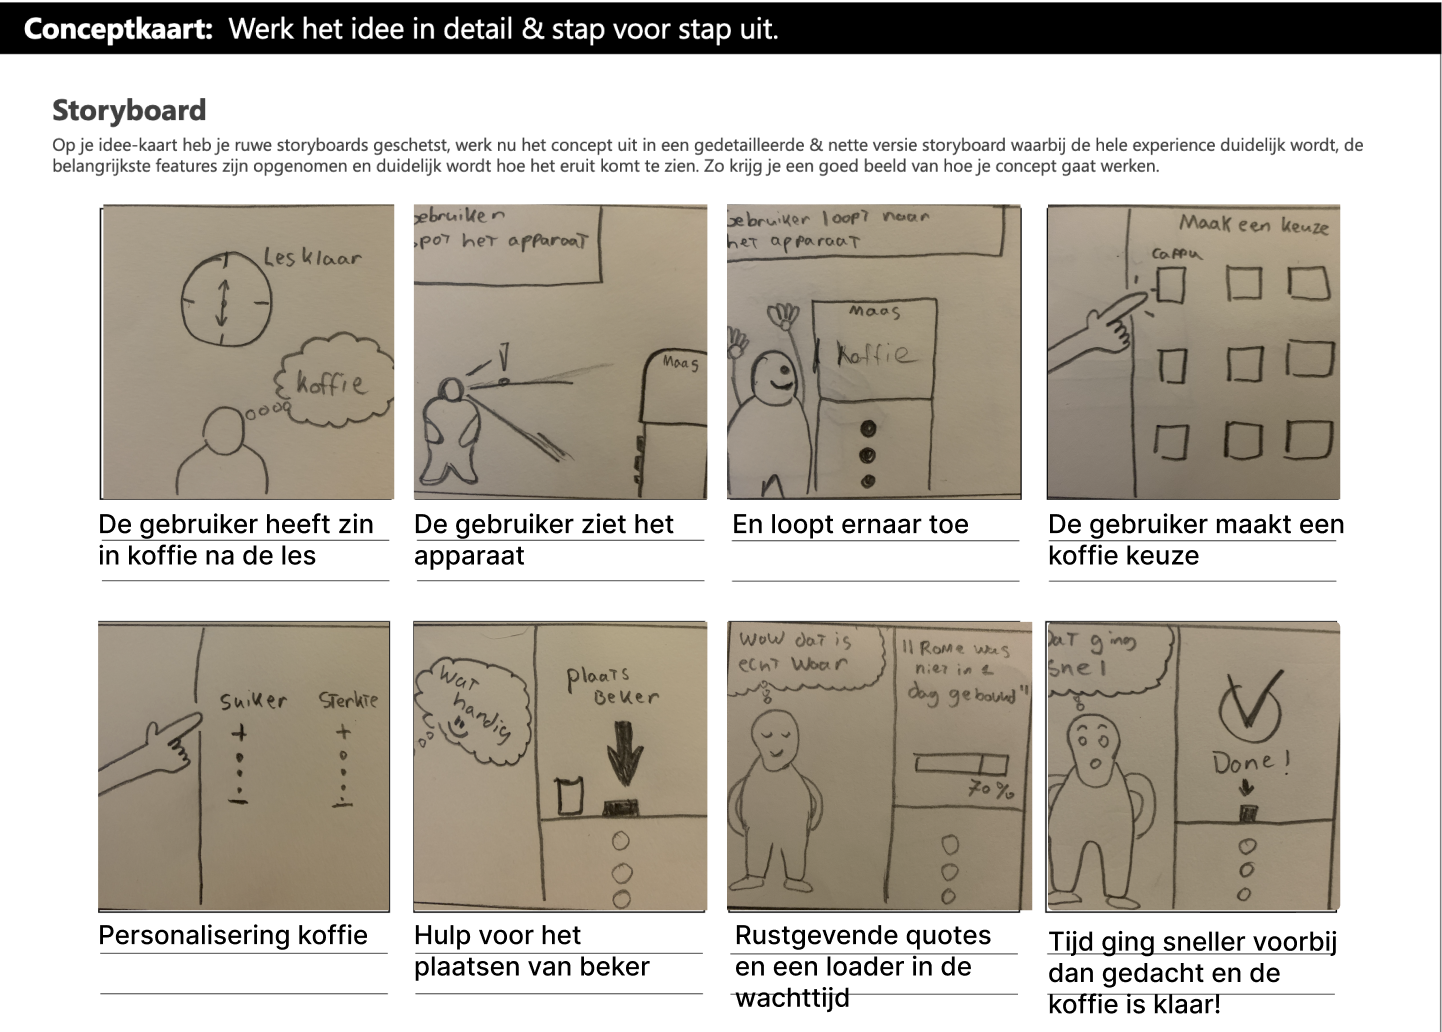 Conceptkaart: Werk het idee in detail & stap voor stap uit.
Storyboard
Op je idee-kaart heb je ruwe storyboards geschetst, werk nu het concept uit in een gedetailleerde & nette versie storyboard waarbij de hele experience duidelijk wordt, de
belangrijkste features zijn opgenomen en duidelijk wordt hoe het eruit komt te zien. Zo krijg je een goed beeld van hoe je concept gaat werken.
Les klaar
koffie
De gebruiker heeft zin
in koffie na de les
ebruiker
spot het apparaat
Maas
De gebruiker ziet het
apparaat
Gebruiker loopt naar
het apparaat
Maas
koffie
En loopt ernaar toe
Maak een keuze
cappu
De gebruiker maakt een
koffie keuze
Suiker Sterkte
+ +
Personalisering koffie
Wat
handig
plaats
Beker
Hulp voor het
plaatsen van beker
Wow dat is
echt waar
"Rome was
niet in 1
dag gebouwd"
70%
Rustgevende quotes
en een loader in de
wachttijd
Dat ging
snel
Done!
Tijd ging sneller voorbij
dan gedacht en de
koffie is klaar!